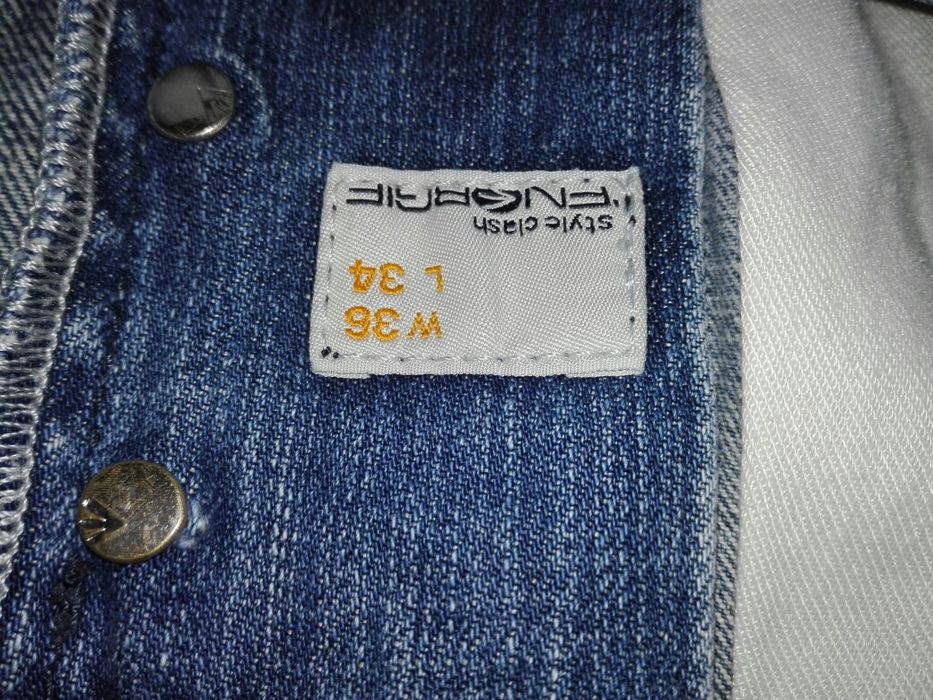 W 36
L 34
style clash
'ENERGIE